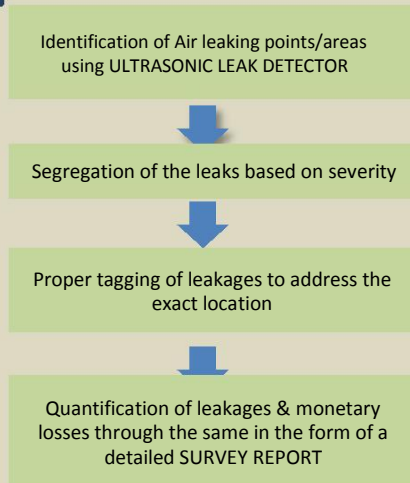 Identification of Air leaking points/areas
using ULTRASONIC LEAK DETECTOR
Segregation of the leaks based on severity
Proper tagging of leakages to address the
exact location
Quantification of leakages & monetary
losses through the same in the form of a
detailed SURVEY REPORT